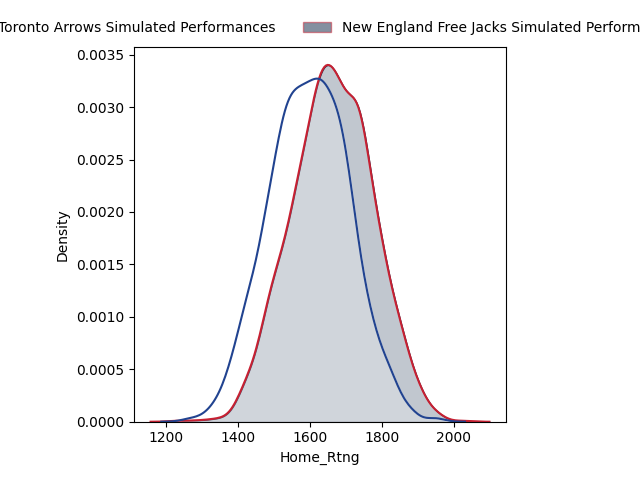 Toronto Arrows Simulated Performances
New England Free Jacks Simulated Perform
0.0035
0.0030
0.0025
0.0020
0.0015
0.0010
0.0005
0.0000
Density
1200 1400 1600 1800 2000
Home_Rtng